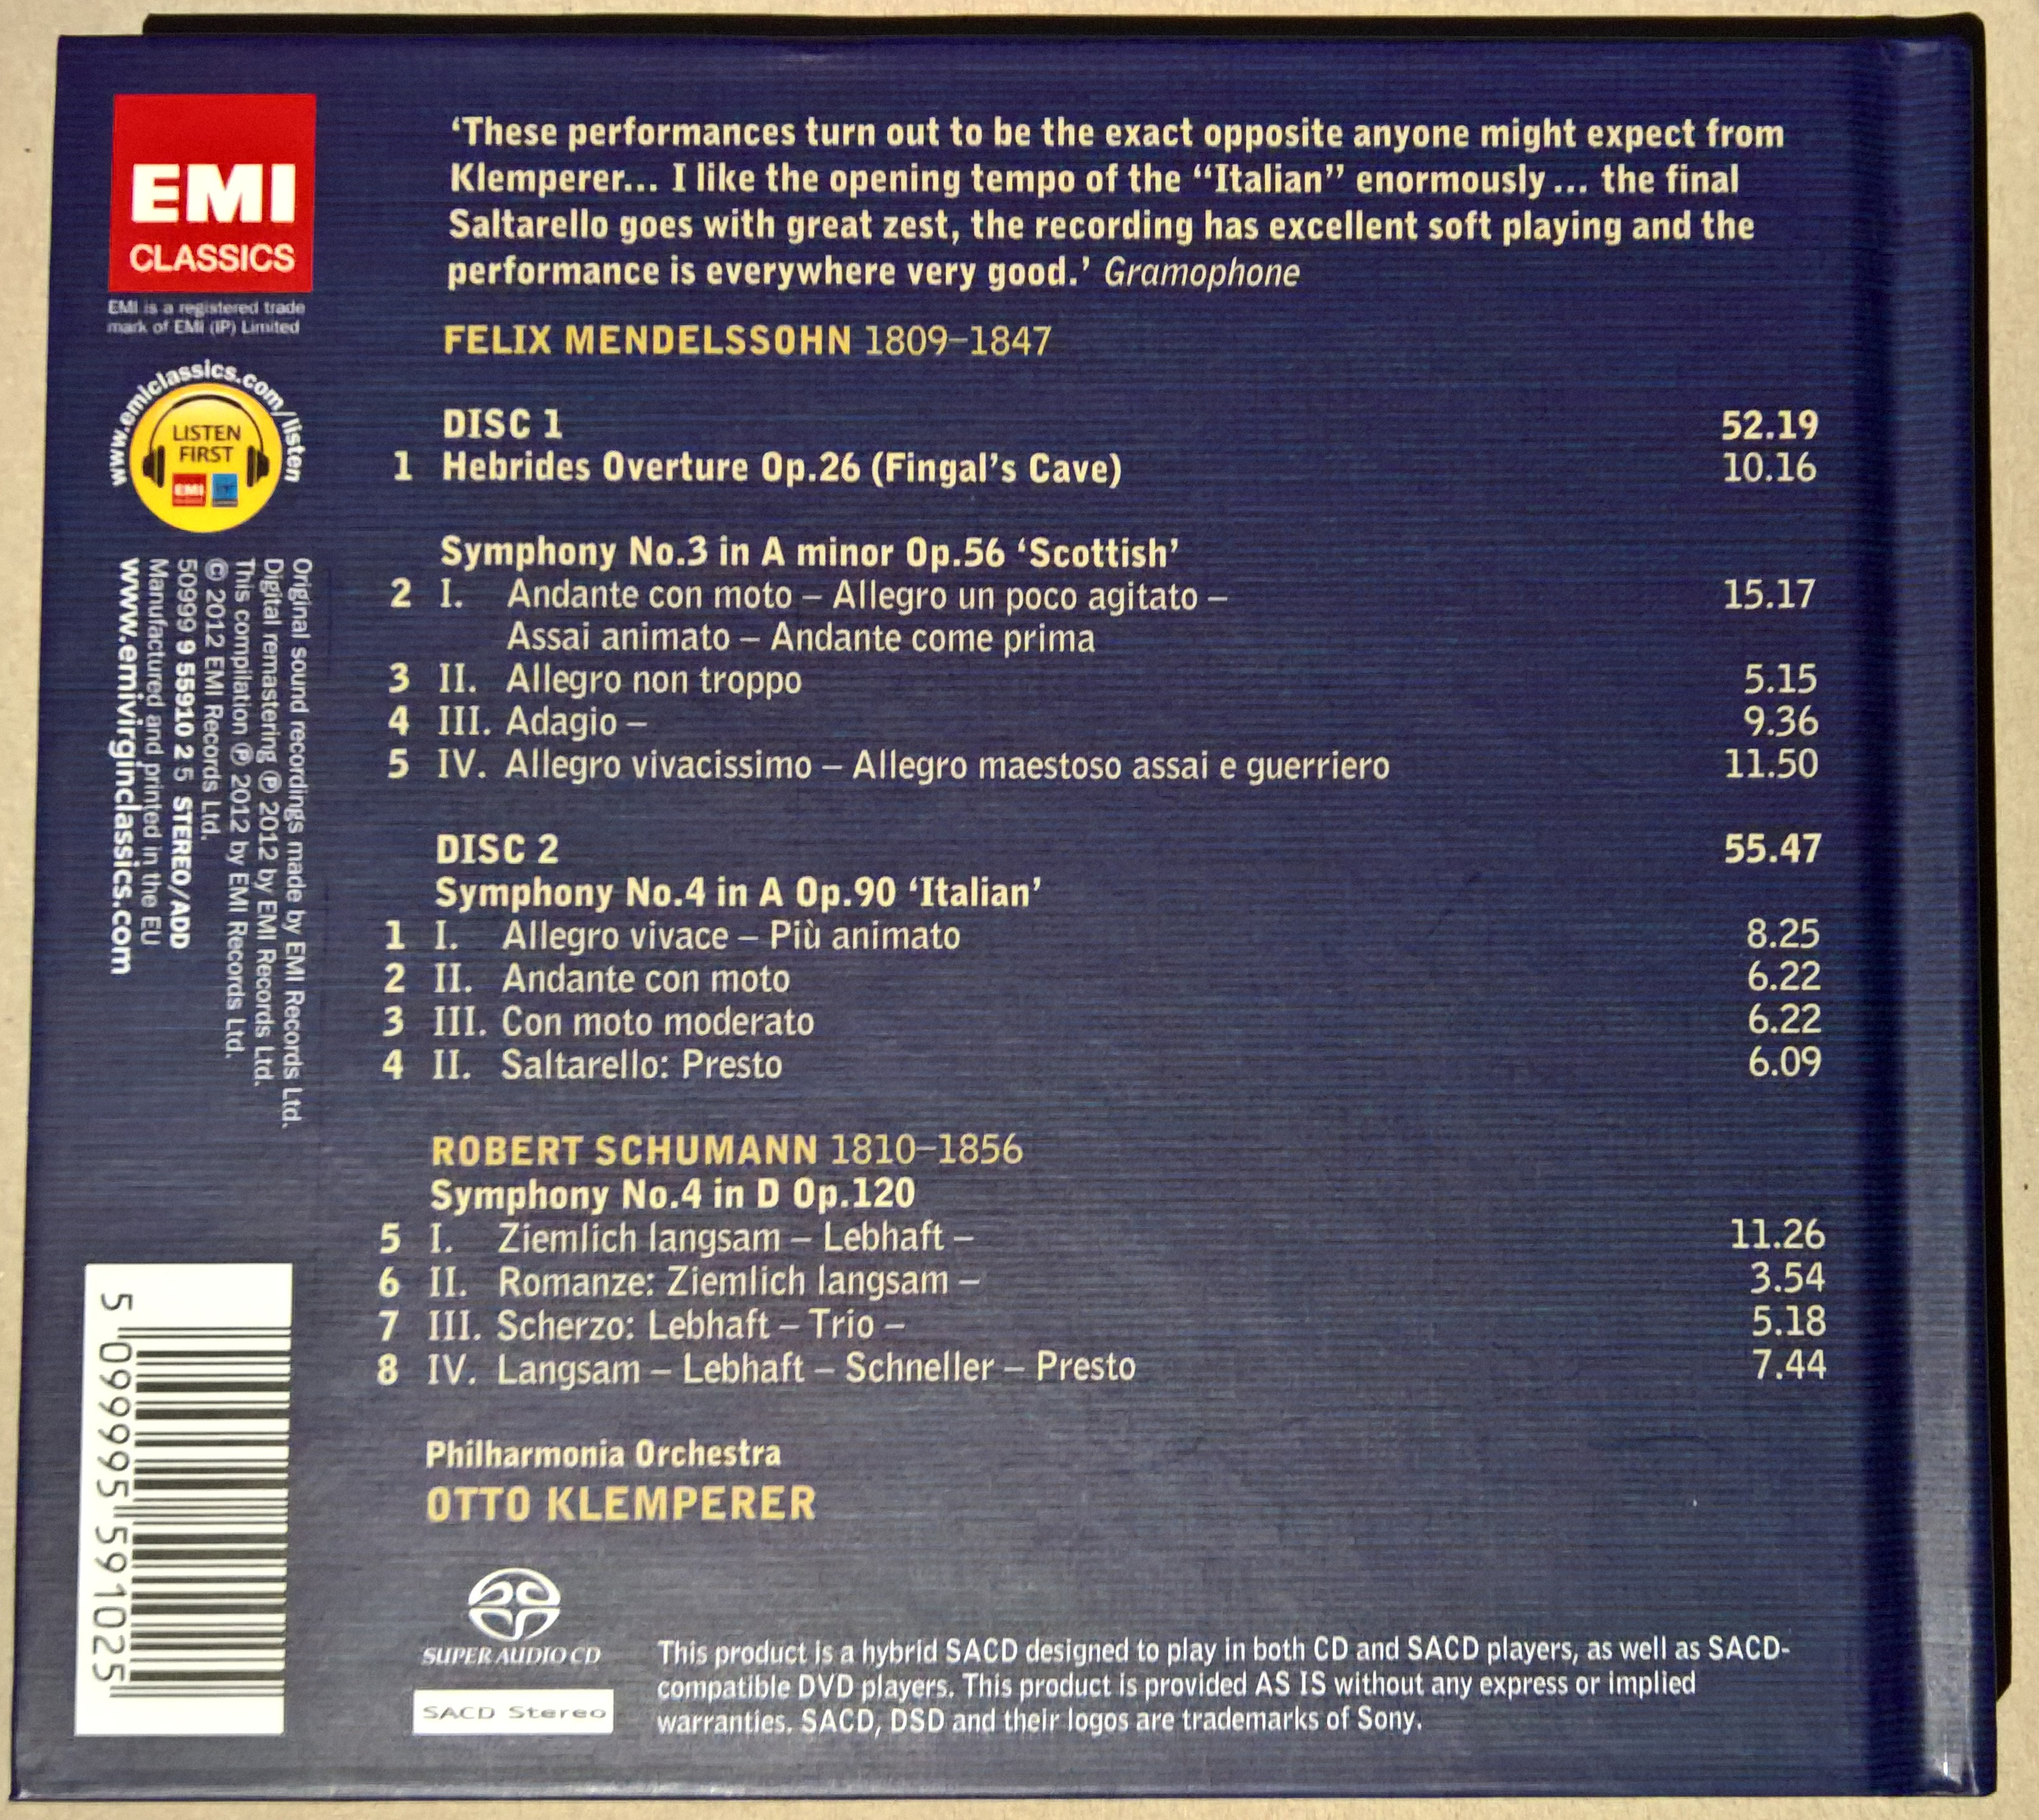 EMI
CLASSICS
EMI is a registered trade
mark of EMI (IP) Limited
www.emiclassics.com/listen
LISTEN
FIRST
EMI
Original sound recordings made by EMI Records Ltd.
Digital remastering ℗ 2012 by EMI Records Ltd.
This compilation ℗ 2012 by EMI Records Ltd.
© 2012 EMI Records Ltd.
50999 9 55910 2 5 STEREO/ADD
Manufactured and printed in the EU
www.emivirginclassics.com
5 099995 591025
‘These performances turn out to be the exact opposite anyone might expect from
Klemperer... I like the opening tempo of the “Italian” enormously ... the final
Saltarello goes with great zest, the recording has excellent soft playing and the
performance is everywhere very good.’ Gramophone
FELIX MENDELSSOHN 1809–1847
DISC 1 52.19
1 Hebrides Overture Op.26 (Fingal’s Cave) 10.16
Symphony No.3 in A minor Op.56 ‘Scottish’
2 I. Andante con moto – Allegro un poco agitato – 15.17
Assai animato – Andante come prima
3 II. Allegro non troppo 5.15
4 III. Adagio – 9.36
5 IV. Allegro vivacissimo – Allegro maestoso assai e guerriero 11.50
DISC 2 55.47
Symphony No.4 in A Op.90 ‘Italian’
1 I. Allegro vivace – Più animato 8.25
2 II. Andante con moto 6.22
3 III. Con moto moderato 6.22
4 II. Saltarello: Presto 6.09
ROBERT SCHUMANN 1810–1856
Symphony No.4 in D Op.120
5 I. Ziemlich langsam – Lebhaft – 11.26
6 II. Romanze: Ziemlich langsam – 3.54
7 III. Scherzo: Lebhaft – Trio – 5.18
8 IV. Langsam – Lebhaft – Schneller – Presto 7.44
Philharmonia Orchestra
OTTO KLEMPERER
SUPER AUDIO CD
SACD Stereo
This product is a hybrid SACD designed to play in both CD and SACD players, as well as SACD-
compatible DVD players. This product is provided AS IS without any express or implied
warranties. SACD, DSD and their logos are trademarks of Sony.